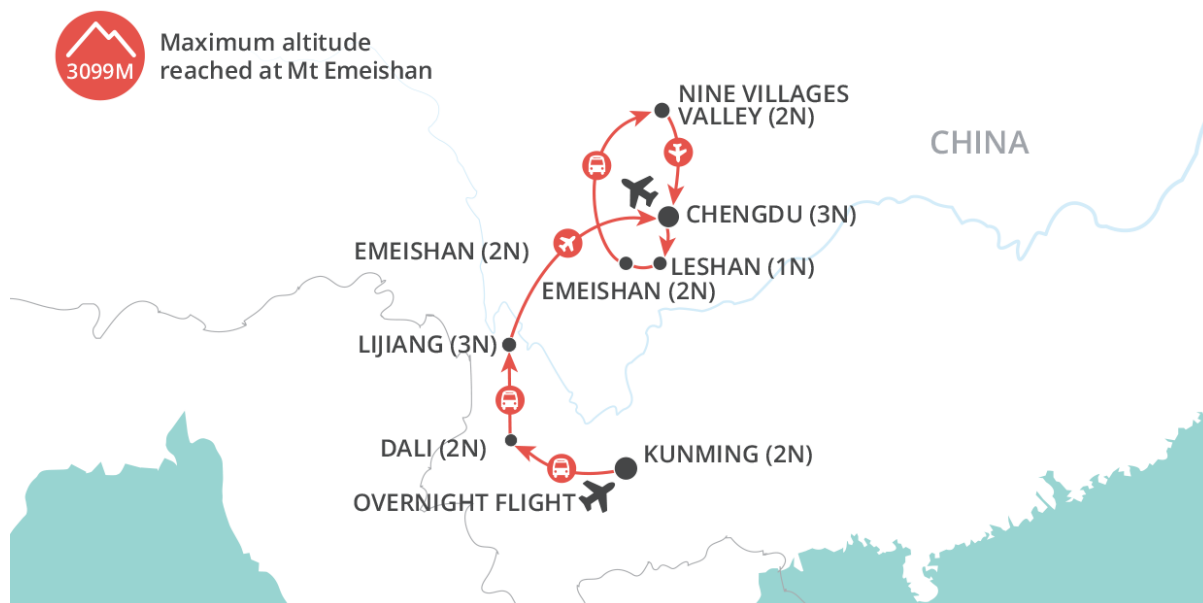 Maximum altitude
reached at Mt Emeishan
3099M
NINE VILLAGES
VALLEY (2N)
CHINA
CHENGDU (3N)
EMEISHAN (2N)
LESHAN (1N)
EMEISHAN (2N)
LIJIANG (3N)
DALI (2N)
KUNMING (2N)
OVERNIGHT FLIGHT